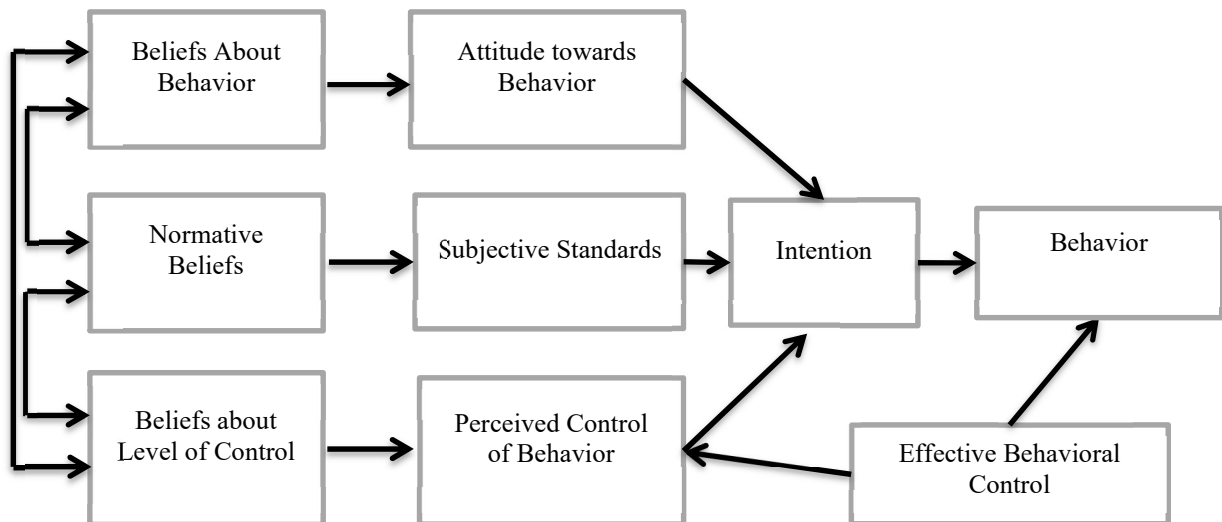 Beliefs About
Behavior
Attitude towards
Behavior
Normative
Beliefs
Subjective Standards
Intention
Behavior
Beliefs about
Level of Control
Perceived Control
of Behavior
Effective Behavioral
Control